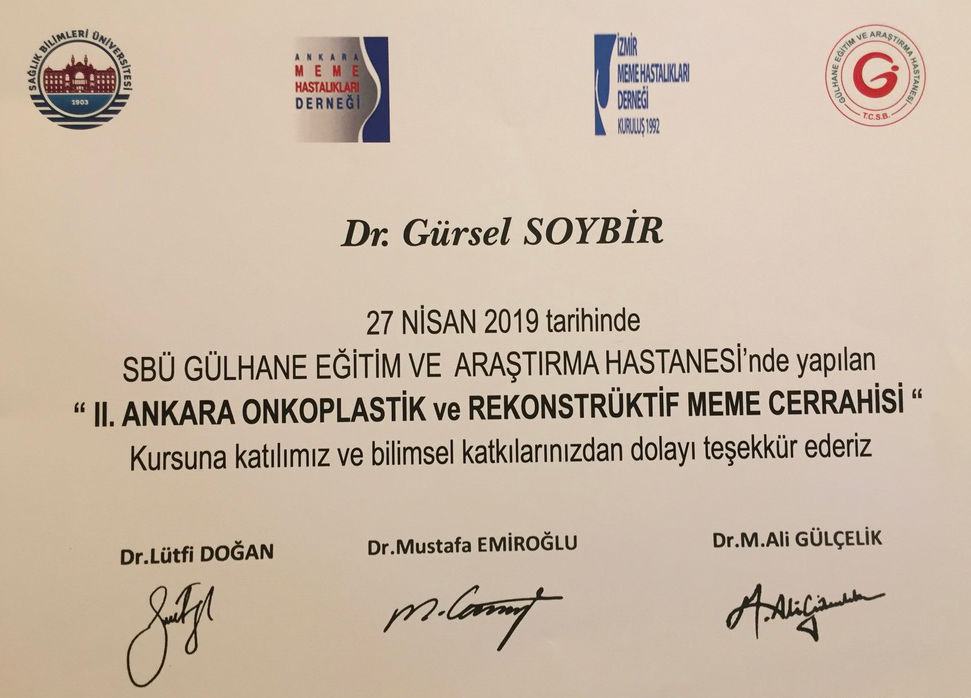 SAĞLIK BİLİMLERİ ÜNİVERSİTESİ
1903
ANKARA
MEME
HASTALIKLARI
DERNEĞİ
İZMİR
MEME HASTALIKLARI
DERNEĞİ
KURULUŞ 1992
GÜLHANE EĞİTİM VE ARAŞTIRMA HASTANESİ
T.C.S.B.
Dr. Gürsel SOYBİR
27 NİSAN 2019 tarihinde
SBÜ GÜLHANE EĞİTİM VE ARAŞTIRMA HASTANESİ'nde yapılan
“ II. ANKARA ONKOPLASTİK ve REKONSTRÜKTİF MEME CERRAHİSİ “
Kursuna katılımız ve bilimsel katkılarınızdan dolayı teşekkür ederiz
Dr.Lütfi DOĞAN
Dr.Mustafa EMİROĞLU
Dr.M.Ali GÜLÇELİK